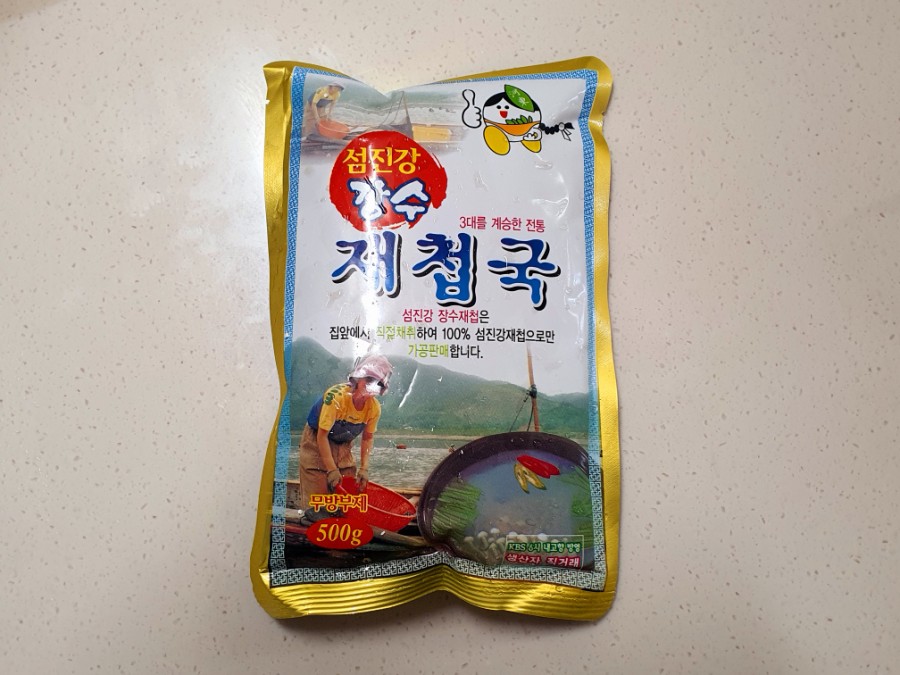 섬진강
장수
3대를 계승한 전통
재첩국
섬진강 장수재첩은
집앞에서 직접채취하여 100% 섬진강재첩으로만
가공판매합니다.
무방부제
500g
KBS 6시 내고향 방영
생산자 직거래